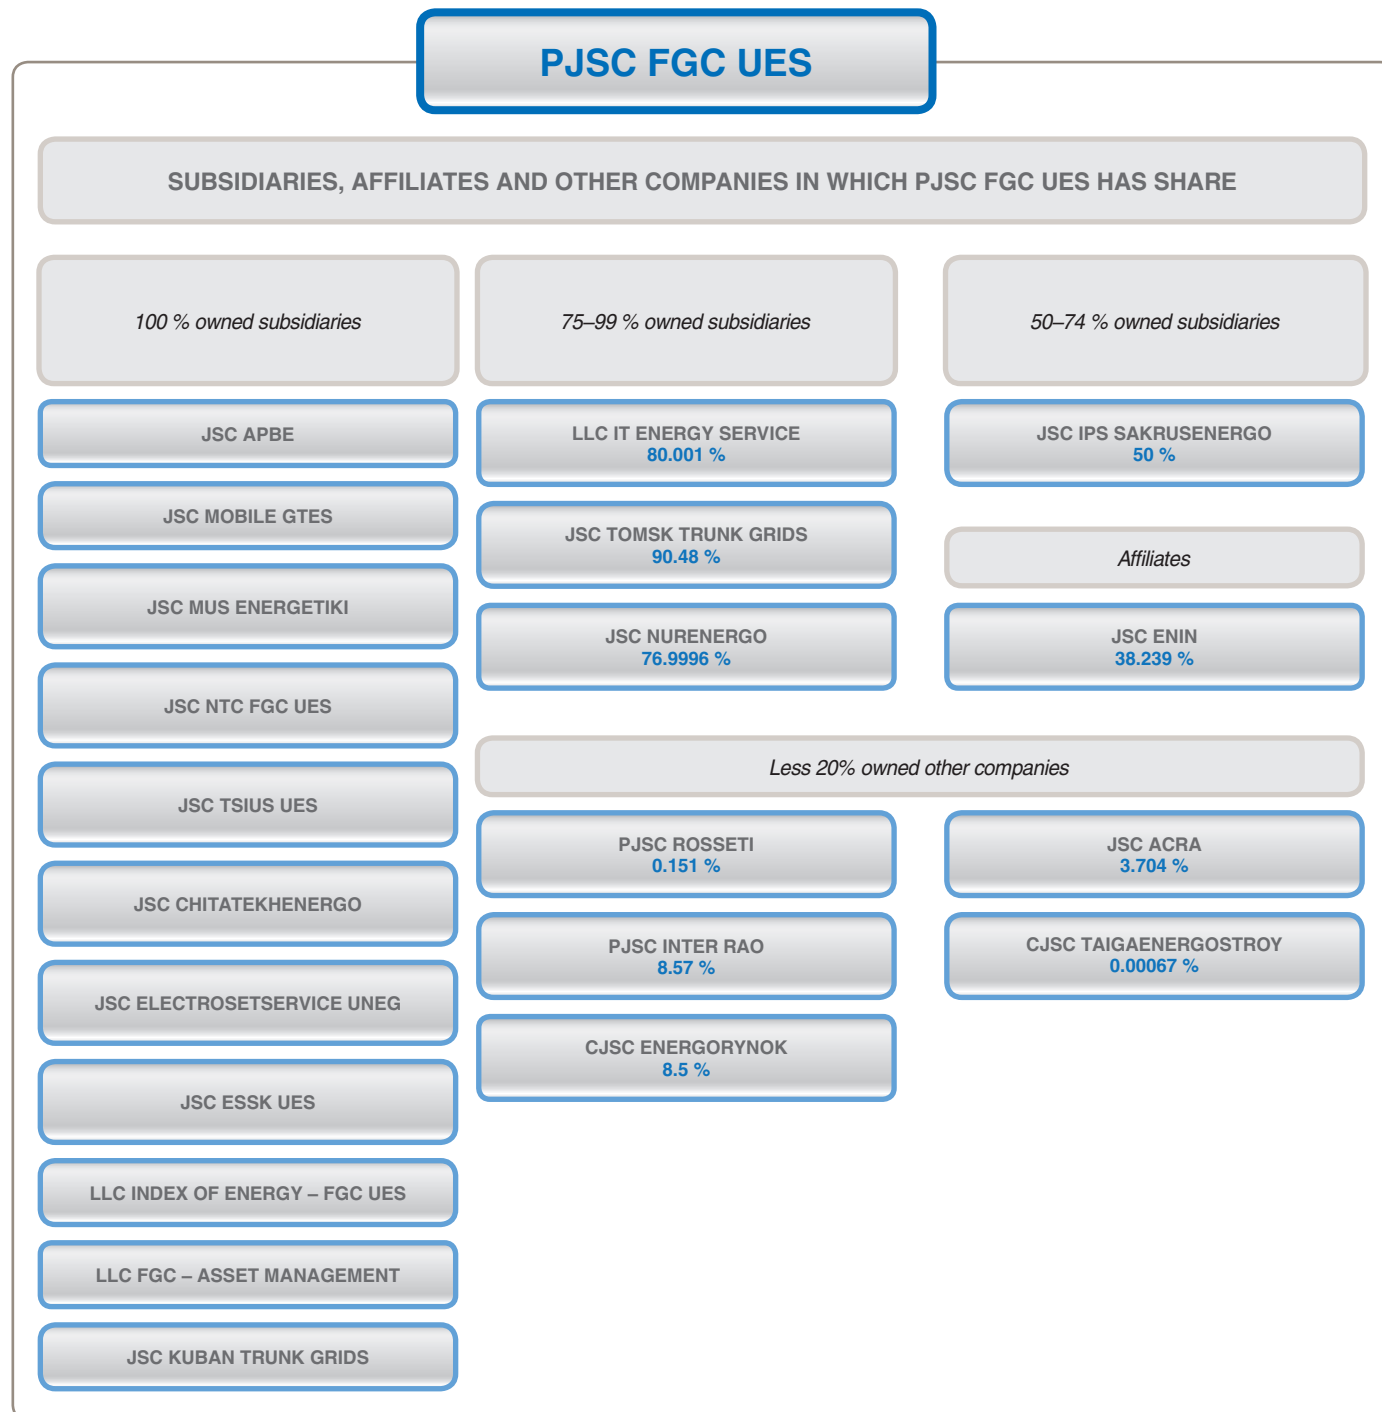 PJSC FGC UES
SUBSIDIARIES, AFFILIATES AND OTHER COMPANIES IN WHICH PJSC FGC UES HAS SHARE
100 % owned subsidiaries
JSC APBE
JSC MOBILE GTES
JSC MUS ENERGETIKI
JSC NTC FGC UES
JSC TSIUS UES
JSC CHITATEKHENERGO
JSC ELECTROSETSERVICE UNEG
JSC ESSK UES
LLC INDEX OF ENERGY – FGC UES
LLC FGC – ASSET MANAGEMENT
JSC KUBAN TRUNK GRIDS
75–99 % owned subsidiaries
LLC IT ENERGY SERVICE
80.001 %
JSC TOMSK TRUNK GRIDS
90.48 %
JSC NURENERGO
76.9996 %
50–74 % owned subsidiaries
JSC IPS SAKRUSENERGO
50 %
Affiliates
JSC ENIN
38.239 %
Less 20% owned other companies
PJSC ROSSETI
0.151 %
PJSC INTER RAO
8.57 %
CJSC ENERGORYNOK
8.5 %
JSC ACRA
3.704 %
CJSC TAIGAENERGOSTROY
0.00067 %